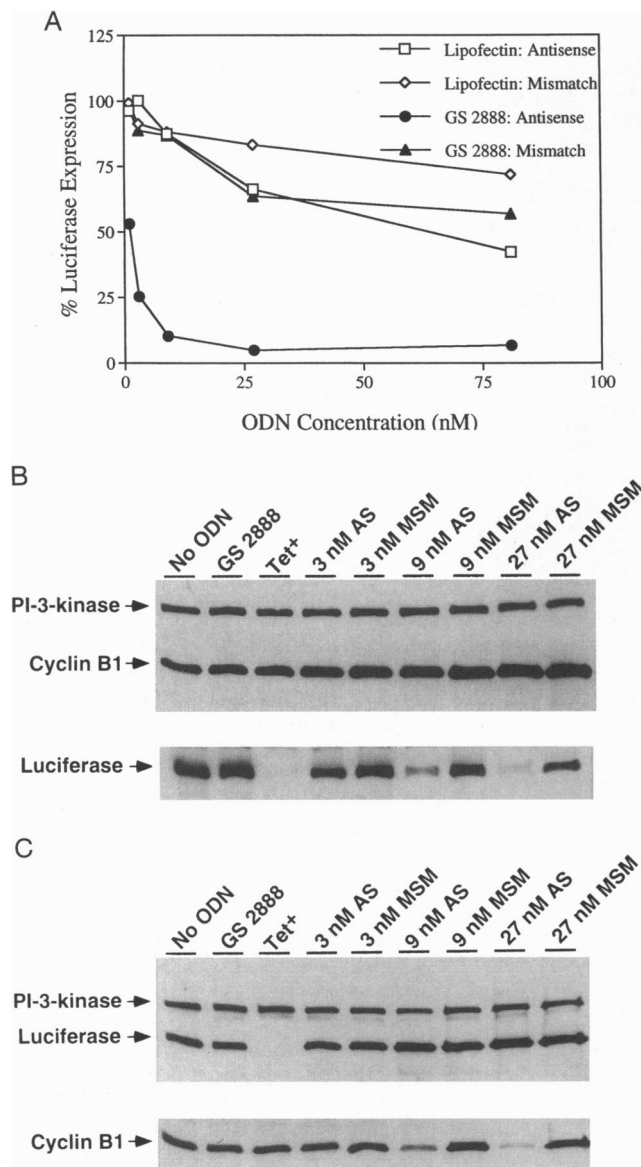 A
125
100
75
50
25
0
% Luciferase Expression
Lipofectin: Antisense
Lipofectin: Mismatch
GS 2888: Antisense
GS 2888: Mismatch
0
25
50
75
100
ODN Concentration (nM)
B
No ODN
GS 2888
Tet+
3 nM AS
3 nM MSM
9 nM AS
9 nM MSM
27 nM AS
27 nM MSM
PI-3-kinase
Cyclin B1
Luciferase
C
No ODN
GS 2888
Tet+
3 nM AS
3 nM MSM
9 nM AS
9 nM MSM
27 nM AS
27 nM MSM
PI-3-kinase
Luciferase
Cyclin B1